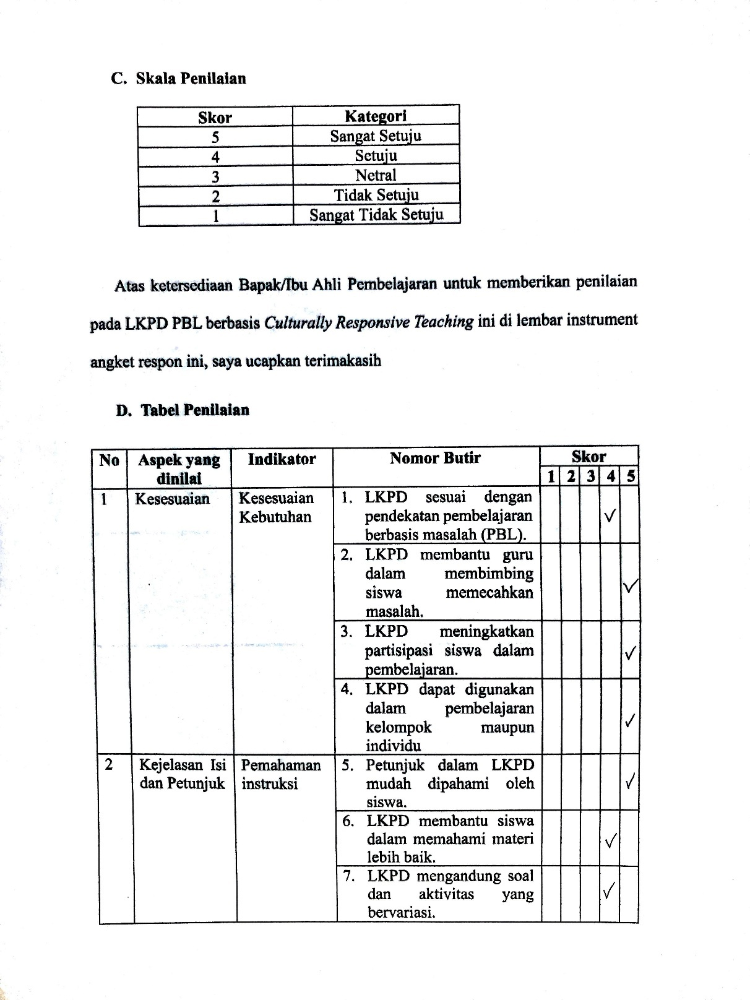 C. Skala Penilaian
Skor Kategori
5 Sangat Setuju
4 Setuju
3 Netral
2 Tidak Setuju
1 Sangat Tidak Setuju
Atas ketersediaan Bapak/Ibu Ahli Pembelajaran untuk memberikan penilaian
pada LKPD PBL berbasis Culturally Responsive Teaching ini di lembar instrument
angket respon ini, saya ucapkan terimakasih
D. Tabel Penilaian
No Aspek yang dinilai Indikator Nomor Butir Skor
1 2 3 4 5
1 Kesesuaian Kesesuaian Kebutuhan
1. LKPD sesuai dengan
pendekatan pembelajaran ✓
berbasis masalah (PBL).
2. LKPD membantu guru
dalam membimbing
siswa memecahkan ✓
masalah.
3. LKPD meningkatkan
partisipasi siswa dalam ✓
pembelajaran.
4. LKPD dapat digunakan
dalam pembelajaran
kelompok maupun ✓
individu
2 Kejelasan Isi dan Petunjuk Pemahaman instruksi
5. Petunjuk dalam LKPD
mudah dipahami oleh ✓
siswa.
6. LKPD membantu siswa
dalam memahami materi ✓
lebih baik.
7. LKPD mengandung soal
dan aktivitas yang ✓
bervariasi.